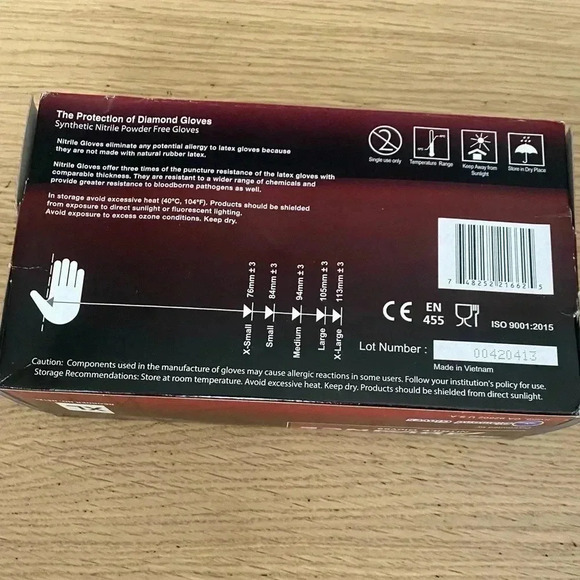 The Protection of Diamond Gloves
Synthetic Nitrile Powder Free Gloves
Nitrile Gloves eliminate any potential allergy to latex gloves because
they are not made with natural rubber latex.
Nitrile Gloves offer three times of the puncture resistance of the latex gloves with
comparable thickness. They are resistant to a wider range of chemicals and
provide greater resistance to bloodborne pathogens as well.
In storage avoid excessive heat (40°C, 104°F). Products should be shielded
from exposure to direct sunlight or fluorescent lighting.
Avoid exposure to excess ozone conditions. Keep dry.
2
Single use only
Temperature Range
Keep Away from
Sunlight
Store in Dry Place
7 48252 21662 5
X-Small 76mm ± 3
Small 84mm ± 3
Medium 94mm ± 3
Large 105mm ± 3
X-Large 113mm ± 3
CE EN
455
ISO 9001:2015
Lot Number : 00420413
Made in Vietnam
Caution: Components used in the manufacture of gloves may cause allergic reactions in some users. Follow your institution's policy for use.
Storage Recommendations: Store at room temperature. Avoid excessive heat. Keep dry. Products should be shielded from direct sunlight.
XL